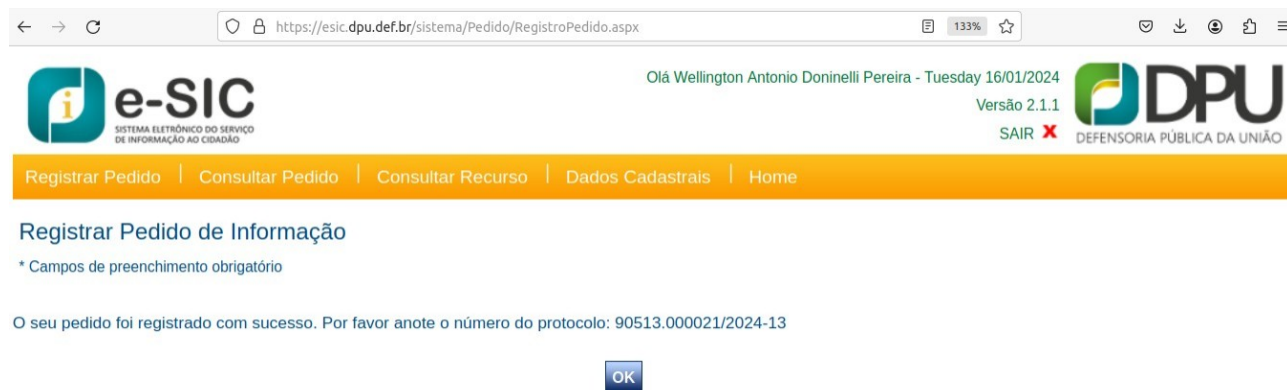 https://esic.dpu.def.br/sistema/Pedido/RegistroPedido.aspx
133%
i e-SIC
SISTEMA ELETRÔNICO DO SERVIÇO
DE INFORMAÇÃO AO CIDADÃO
Olá Wellington Antonio Doninelli Pereira - Tuesday 16/01/2024
Versão 2.1.1
SAIR X
DPU
DEFENSORIA PÚBLICA DA UNIÃO
Registrar Pedido | Consultar Pedido | Consultar Recurso | Dados Cadastrais | Home
Registrar Pedido de Informação
* Campos de preenchimento obrigatório
O seu pedido foi registrado com sucesso. Por favor anote o número do protocolo: 90513.000021/2024-13
OK